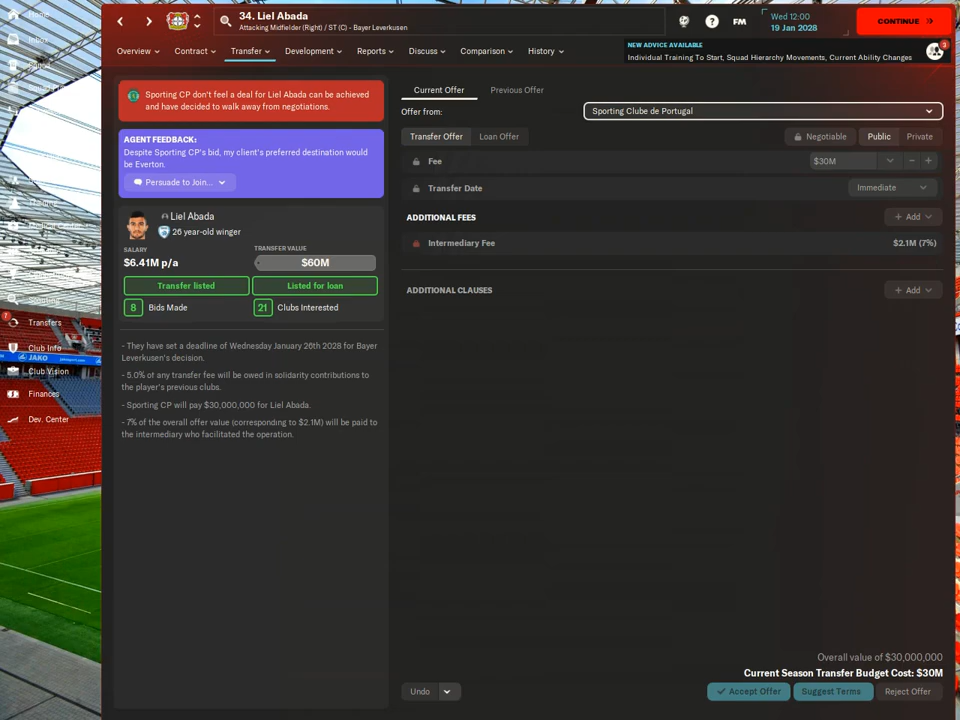 34. Liel Abada
Attacking Midfielder (Right) / ST (C) - Bayer Leverkusen
FM
Wed 12:00
19 Jan 2028
CONTINUE
Overview
Contract
Transfer
Development
Reports
Discuss
Comparison
History
NEW ADVICE AVAILABLE
Individual Training To Start, Squad Hierarchy Movements, Current Ability Changes
3
Sporting CP don't feel a deal for Liel Abada can be achieved
and have decided to walk away from negotiations.
AGENT FEEDBACK:
Despite Sporting CP's bid, my client's preferred destination would
be Everton.
Persuade to Join...
Liel Abada
26 year-old winger
SALARY
$6.41M p/a
TRANSFER VALUE
$60M
Transfer listed
Listed for loan
8 Bids Made
21 Clubs Interested
- They have set a deadline of Wednesday January 26th 2028 for Bayer
Leverkusen's decision.
- 5.0% of any transfer fee will be owed in solidarity contributions to
the player's previous clubs.
- Sporting CP will pay $30,000,000 for Liel Abada.
- 7% of the overall offer value (corresponding to $2.1M) will be paid to
the intermediary who facilitated the operation.
Current Offer
Previous Offer
Offer from:
Sporting Clube de Portugal
Transfer Offer
Loan Offer
Negotiable
Public
Private
Fee
$30M
Transfer Date
Immediate
ADDITIONAL FEES
Add
Intermediary Fee
$2.1M (7%)
ADDITIONAL CLAUSES
Add
Overall value of $30,000,000
Current Season Transfer Budget Cost: $30M
Undo
Accept Offer
Suggest Terms
Reject Offer
Home
Inbox
Transfers
Club Info
JAKO
Club Vision
Finances
Dev. Center